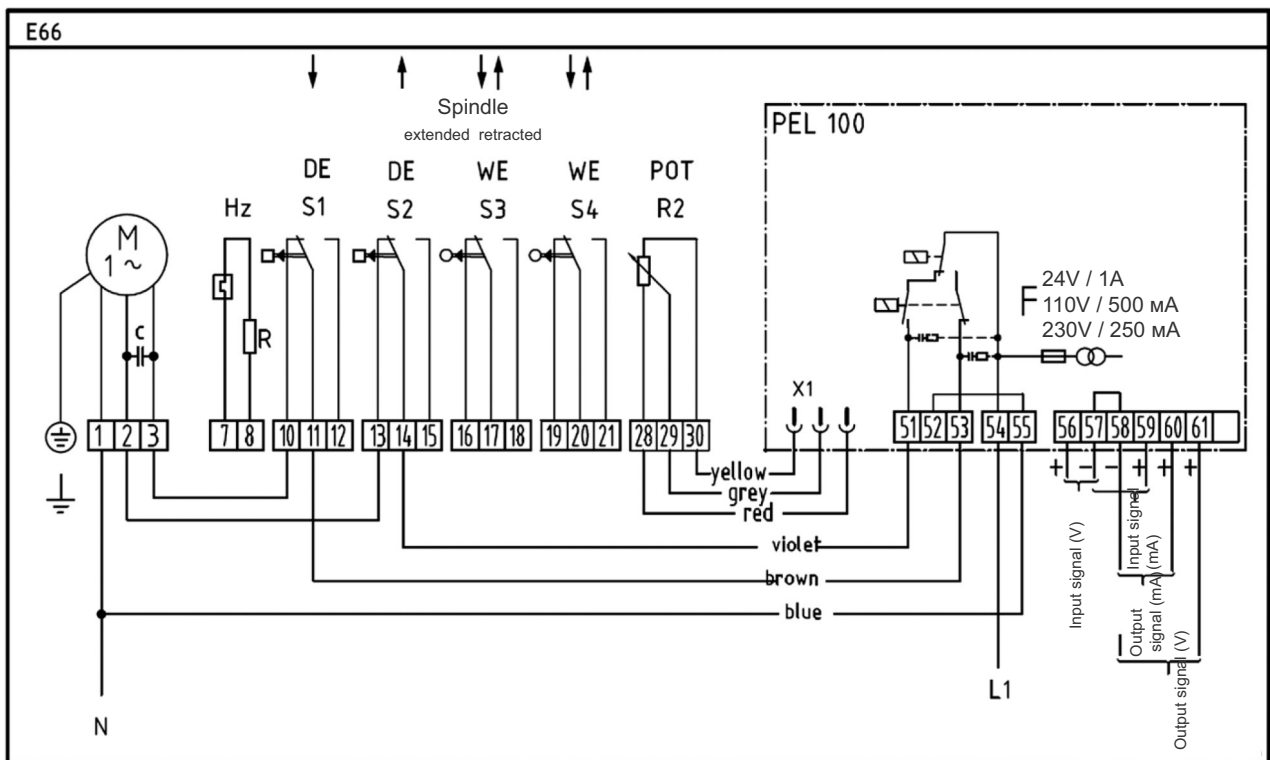 E66
Spindle
extended retracted
PEL 100
DE DE WE WE POT
Hz S1 S2 S3 S4 R2
M
1 ~
24V / 1A
F 110V / 500 мА
230V / 250 мА
C
R
X1
1 2 3 7 8 10 11 12 13 14 15 16 17 18 19 20 21 28 29 30 51 52 53 54 55 56 57 58 59 60 61
+ - - + + +
yellow
grey
red
violet
brown
blue
Input signal (V)
Input signal
(mA)
Output
signal (mA)
Output signal (V)
L1
N